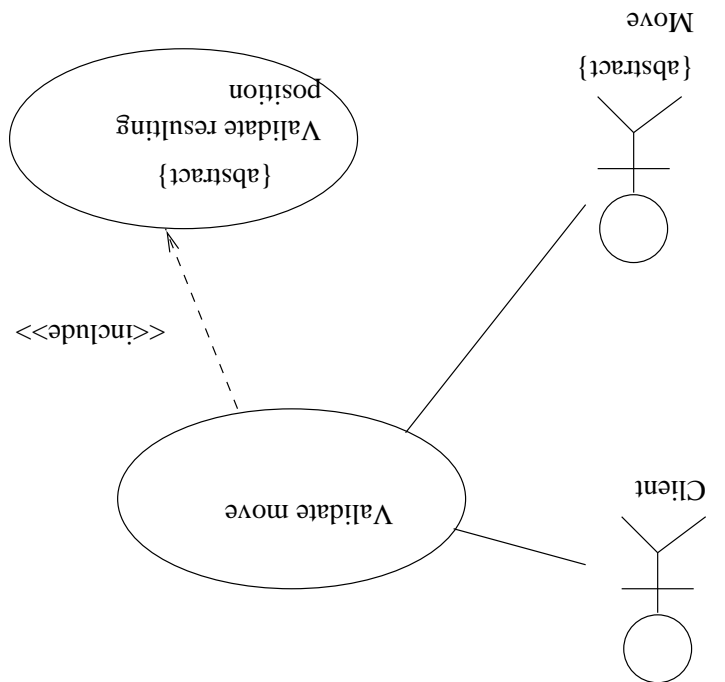 Client
Validate move
<<include>>
{abstract}
Validate resulting
position
{abstract}
Move